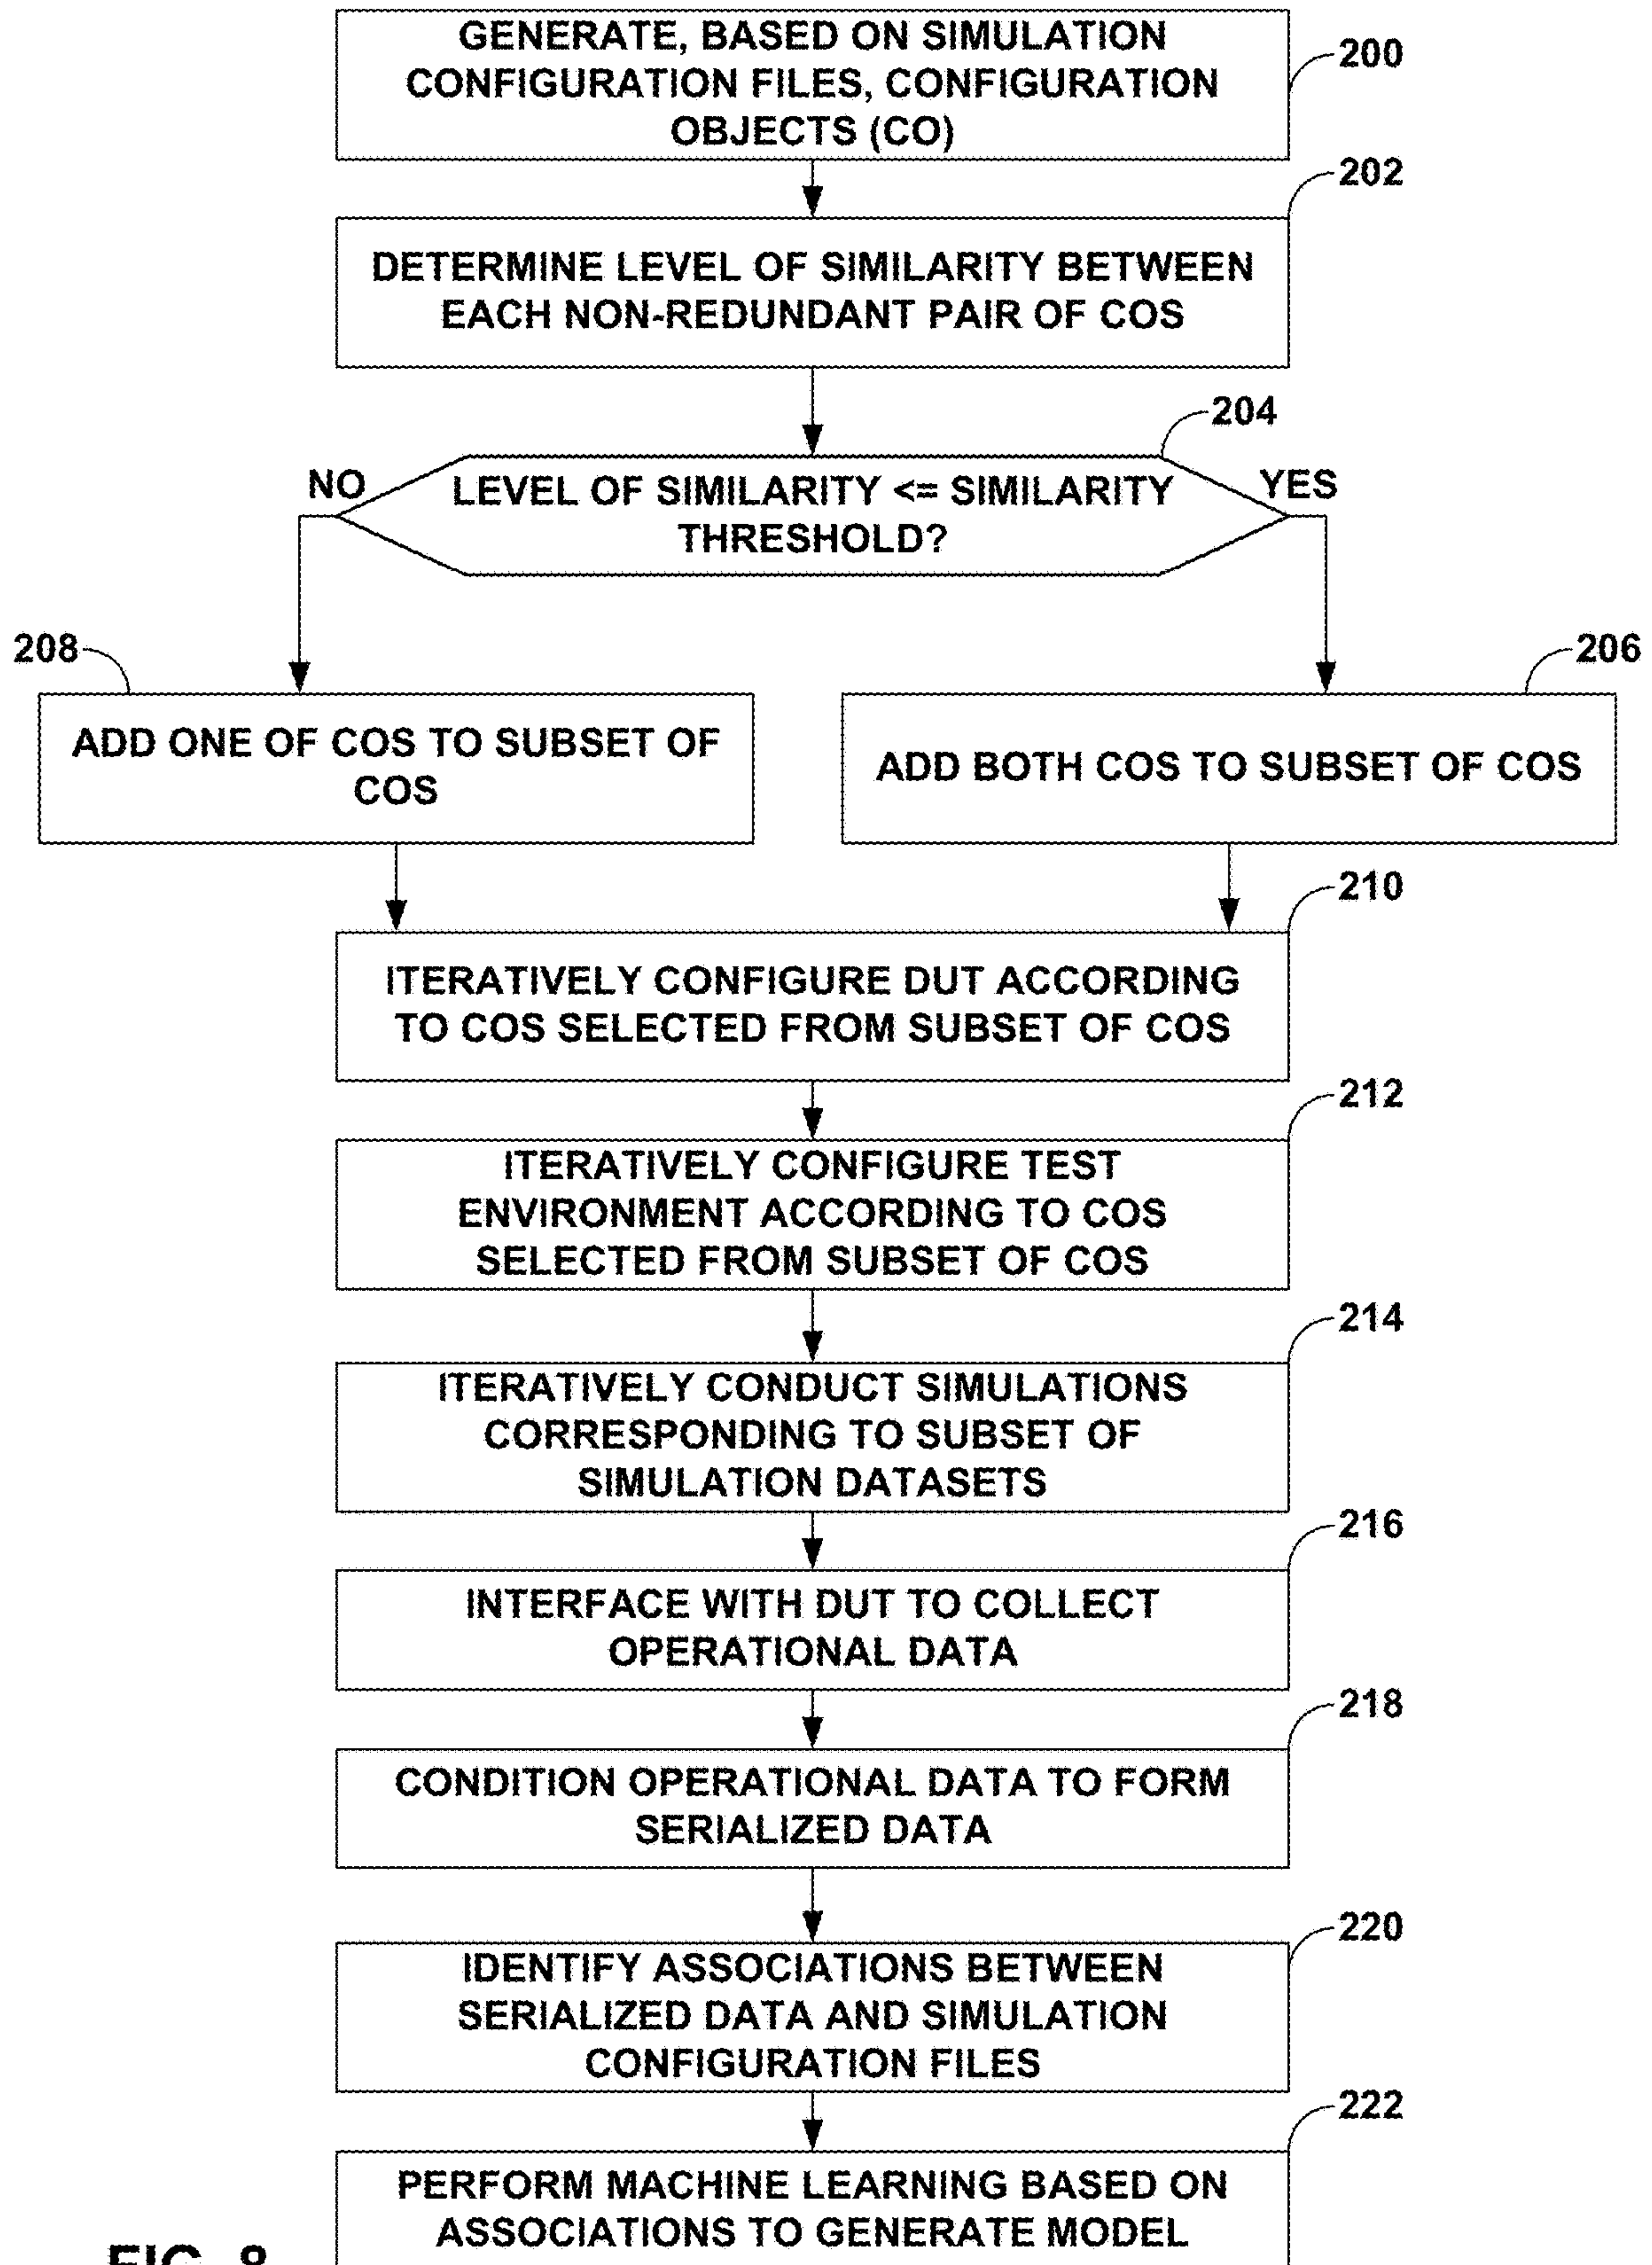 GENERATE, BASED ON SIMULATION
CONFIGURATION FILES, CONFIGURATION
OBJECTS (CO)
200
202
DETERMINE LEVEL OF SIMILARITY BETWEEN
EACH NON-REDUNDANT PAIR OF COS
204
NO
LEVEL OF SIMILARITY <= SIMILARITY
THRESHOLD?
YES
208
206
ADD ONE OF COS TO SUBSET OF
COS
ADD BOTH COS TO SUBSET OF COS
210
ITERATIVELY CONFIGURE DUT ACCORDING
TO COS SELECTED FROM SUBSET OF COS
212
ITERATIVELY CONFIGURE TEST
ENVIRONMENT ACCORDING TO COS
SELECTED FROM SUBSET OF COS
214
ITERATIVELY CONDUCT SIMULATIONS
CORRESPONDING TO SUBSET OF
SIMULATION DATASETS
216
INTERFACE WITH DUT TO COLLECT
OPERATIONAL DATA
218
CONDITION OPERATIONAL DATA TO FORM
SERIALIZED DATA
220
IDENTIFY ASSOCIATIONS BETWEEN
SERIALIZED DATA AND SIMULATION
CONFIGURATION FILES
222
PERFORM MACHINE LEARNING BASED ON
ASSOCIATIONS TO GENERATE MODEL
FIG. 8